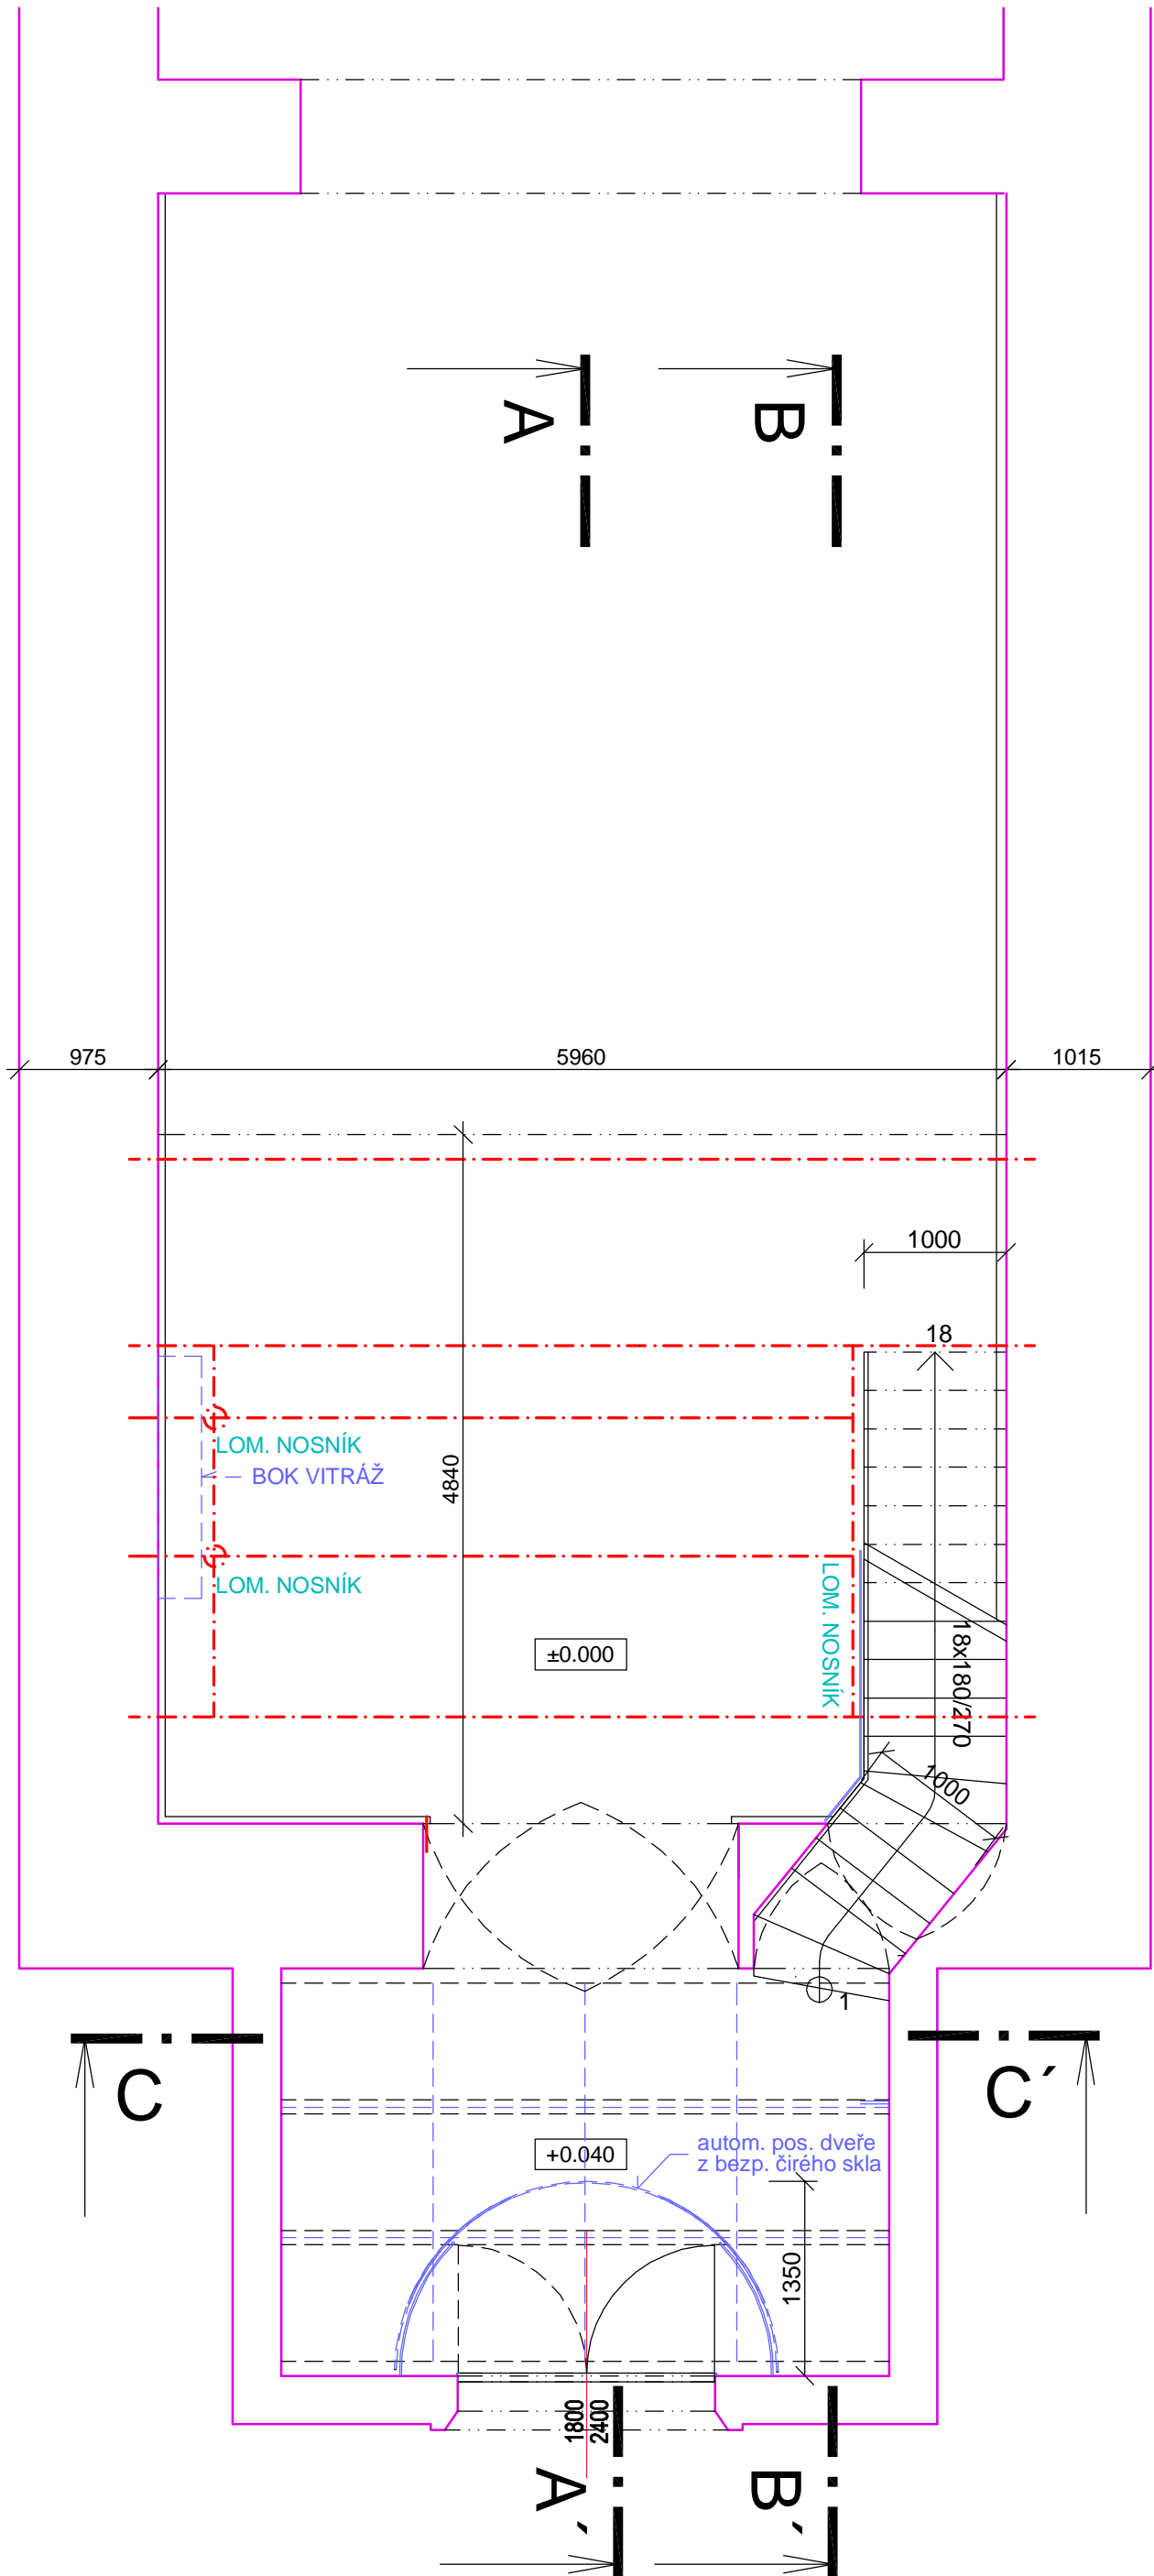 A
B
975
5960
1015
1000
18
LOM. NOSNÍK
BOK VITRÁŽ
4840
LOM. NOSNÍK
LOM. NOSNÍK
±0.000
18x180/270
1000
1
C
C´
+0.040
autom. pos. dveře
z bezp. čirého skla
1350
1800
2400
A´
B´